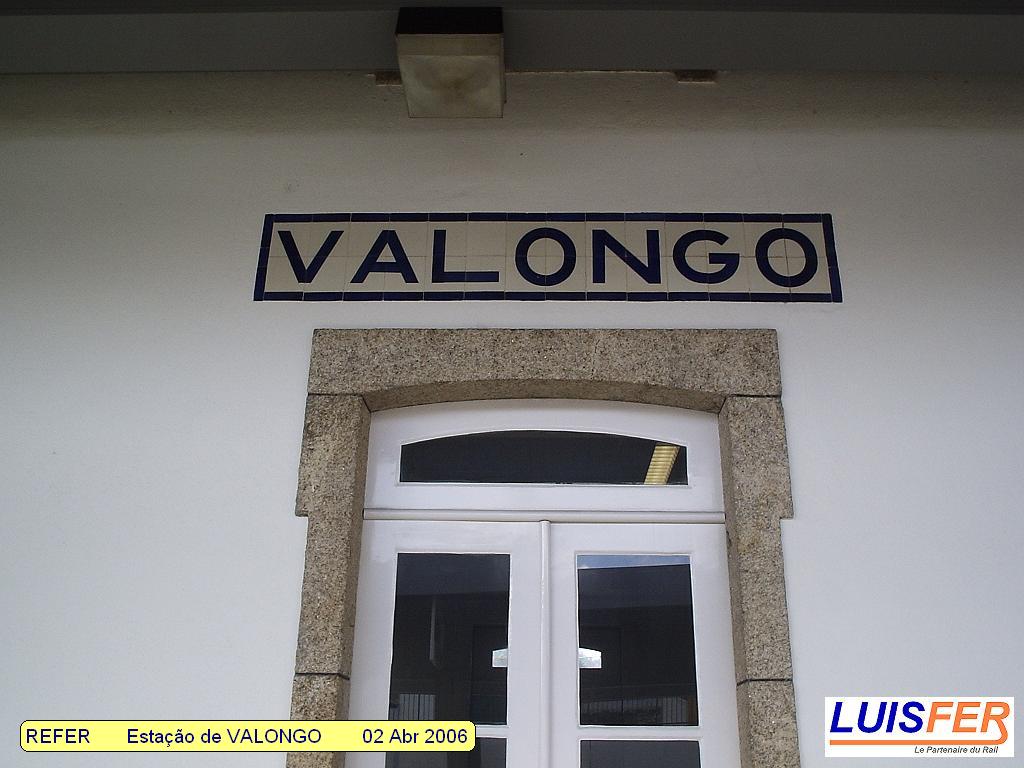 VALONGO
REFER Estação de VALONGO 02 Abr 2006
LUISFER
Le Partenaire du Rail